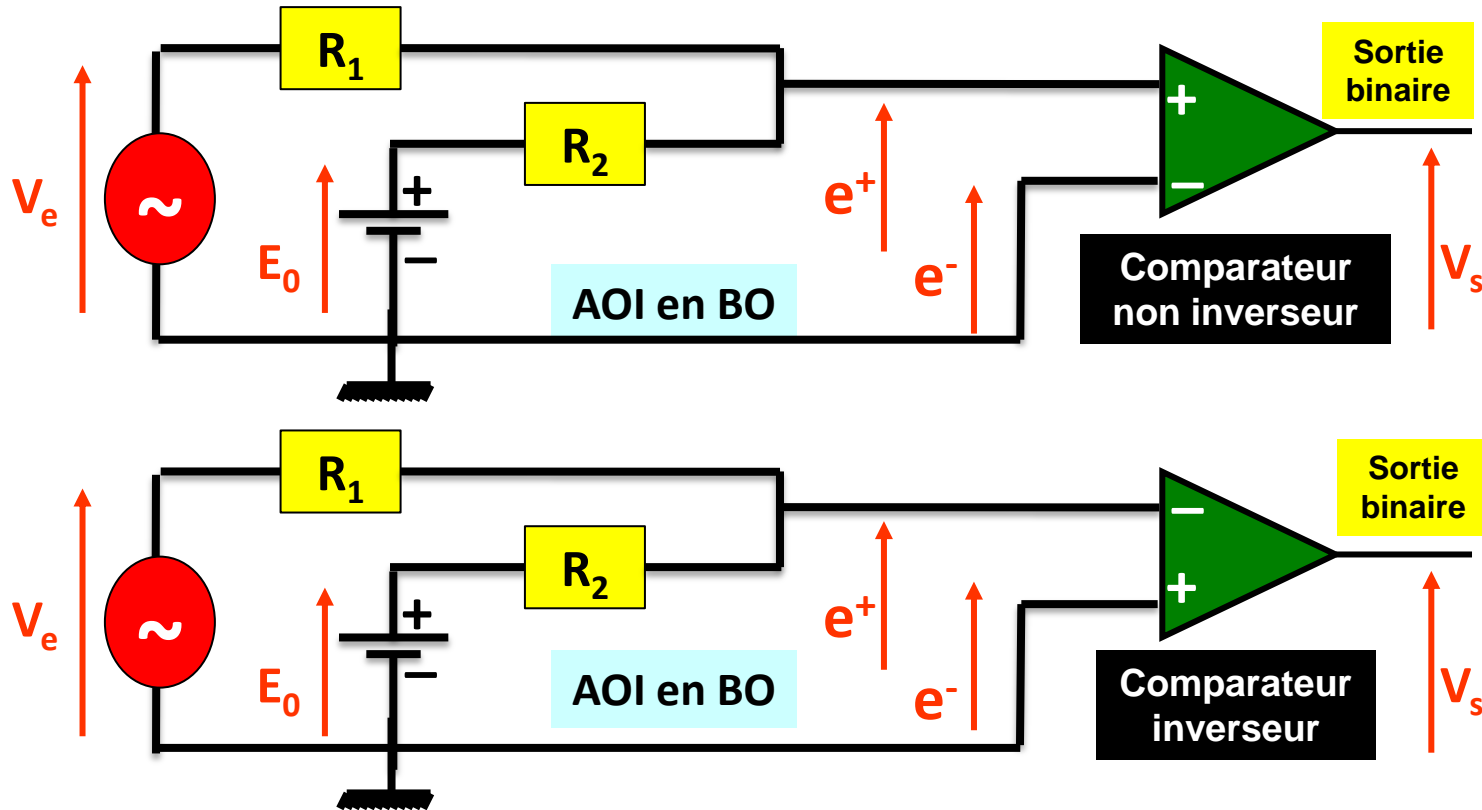 R1
Sortie
binaire
+
R2
Ve
~
+
−
E0
e+
−
e-
AOI en BO
Comparateur
non inverseur
Vs
R1
Sortie
binaire
−
R2
Ve
~
+
−
E0
e+
+
e-
AOI en BO
Comparateur
inverseur
Vs